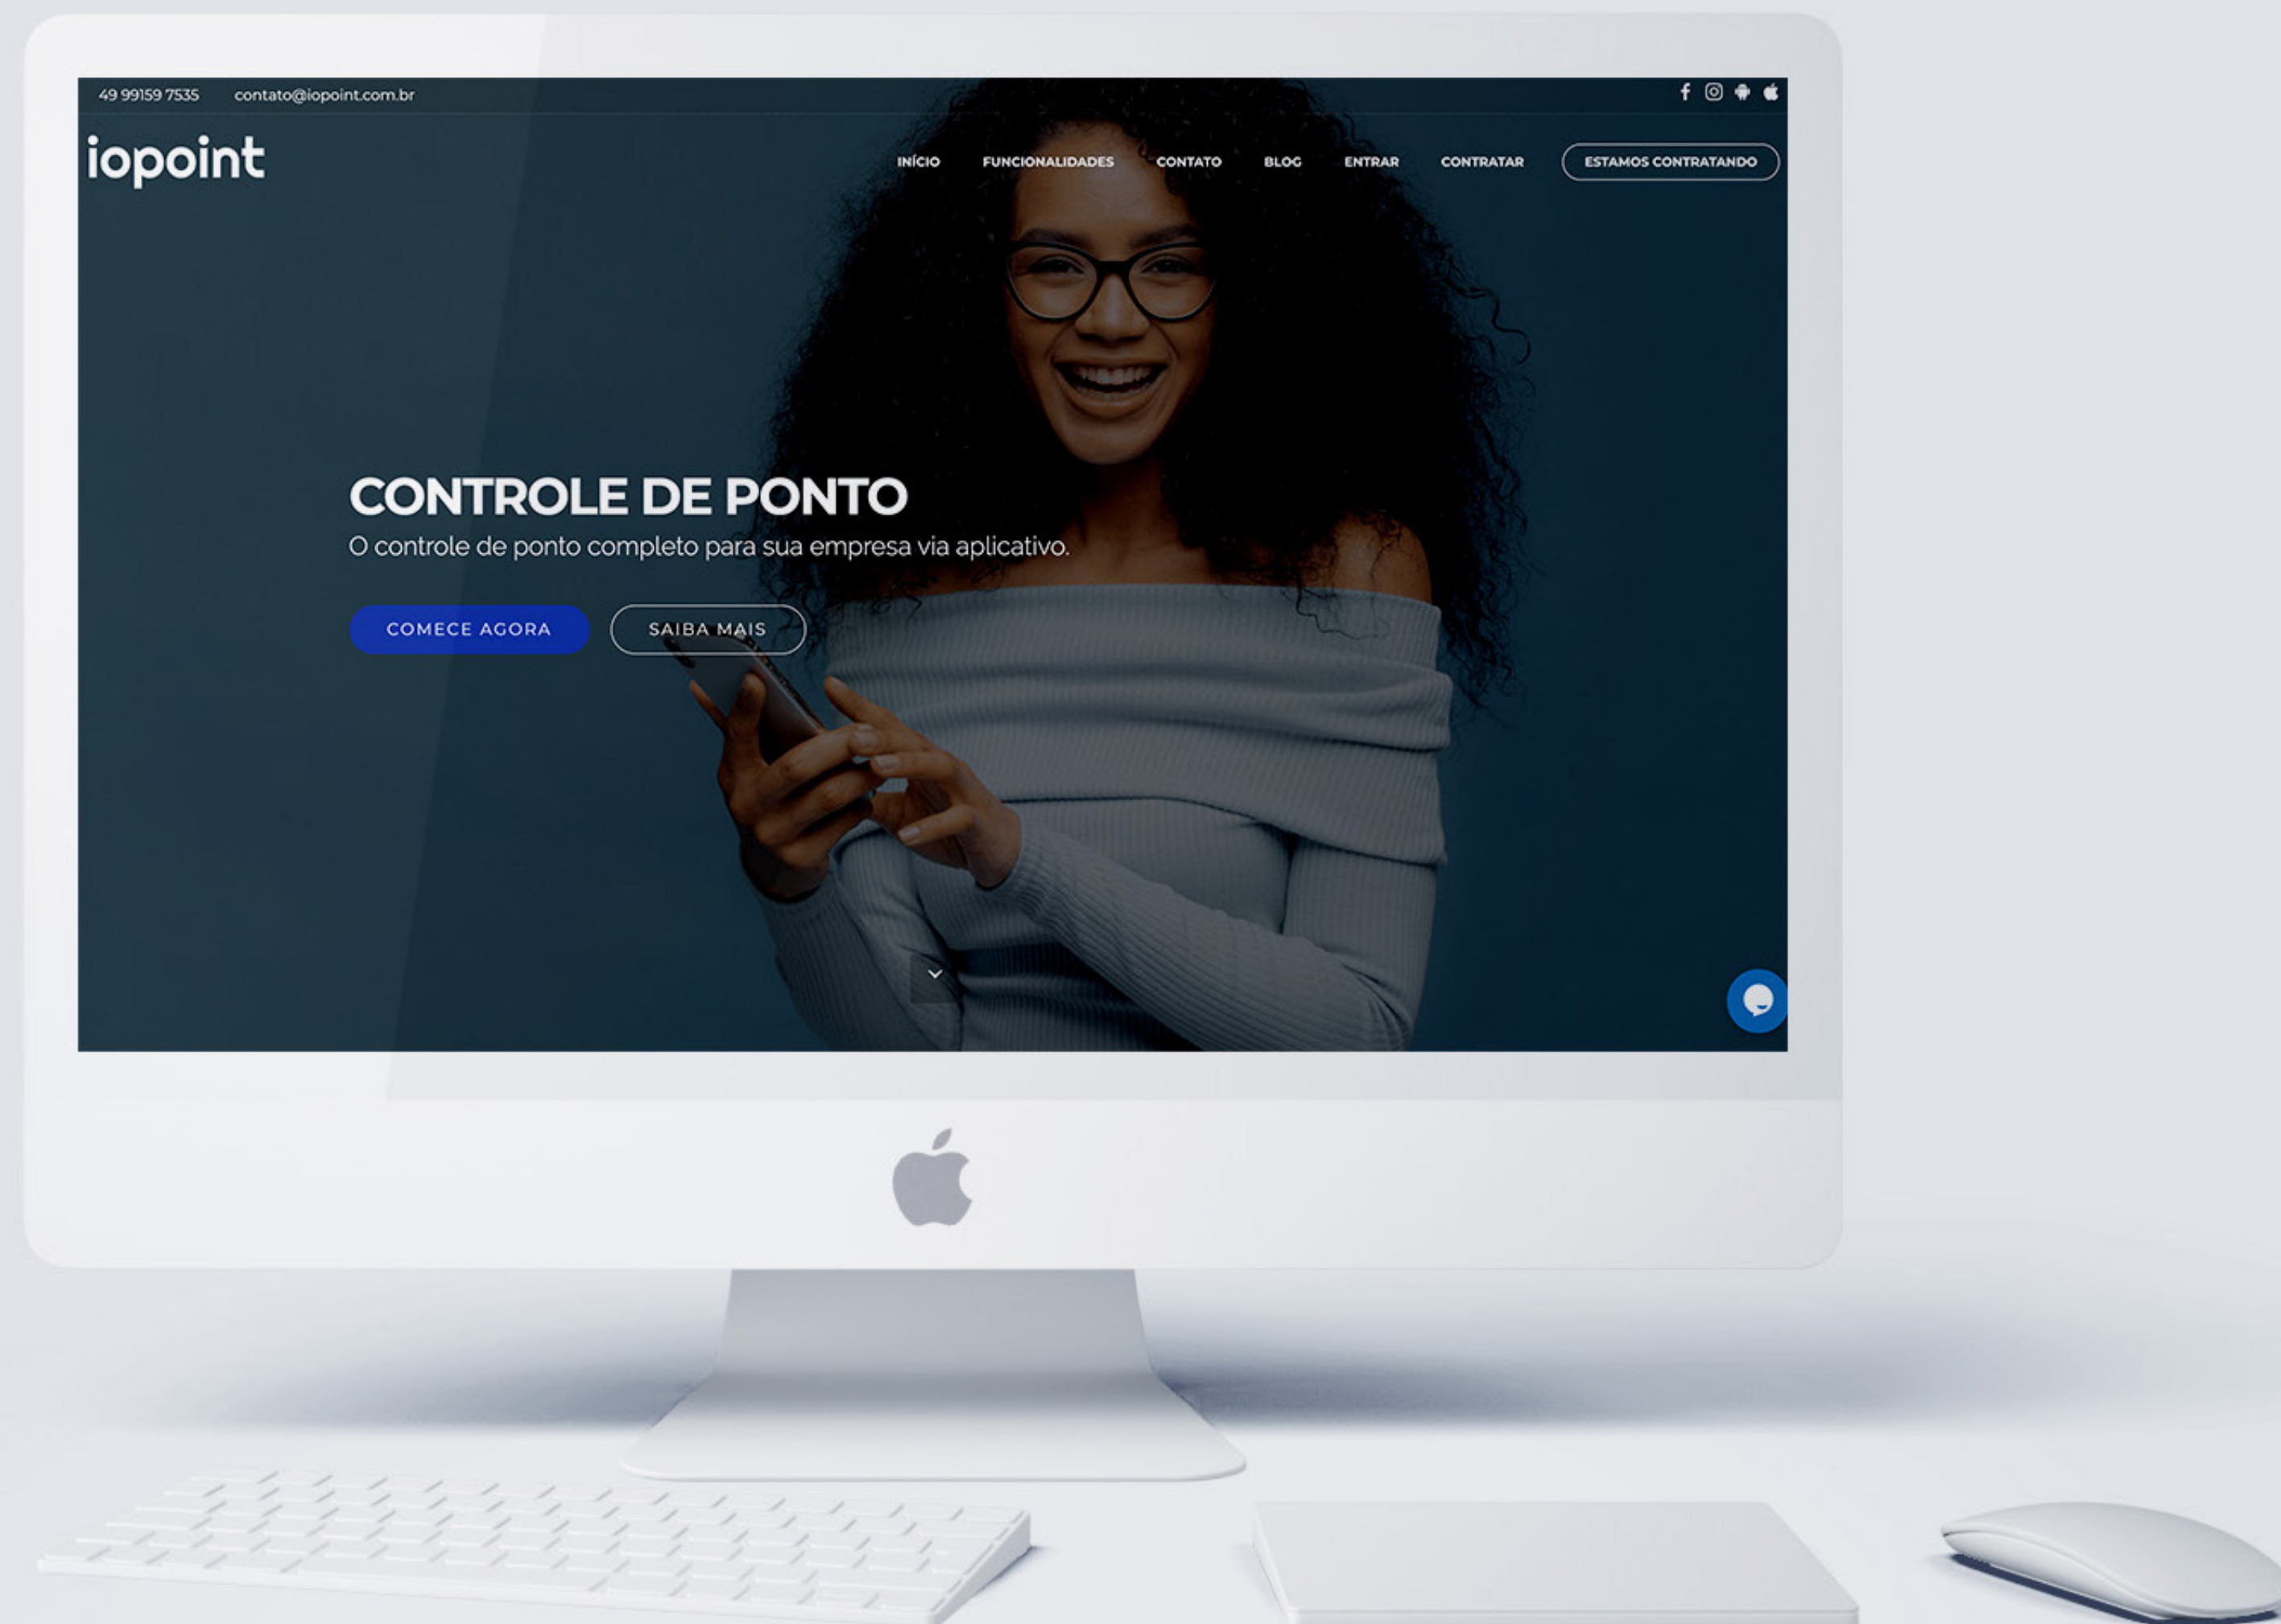 49 99159 7535 contato@iopoint.com.br
iopoint
INÍCIO FUNCIONALIDADES CONTATO BLOG ENTRAR CONTRATAR ESTAMOS CONTRATANDO
CONTROLE DE PONTO
O controle de ponto completo para sua empresa via aplicativo.
COMECE AGORA SAIBA MAIS